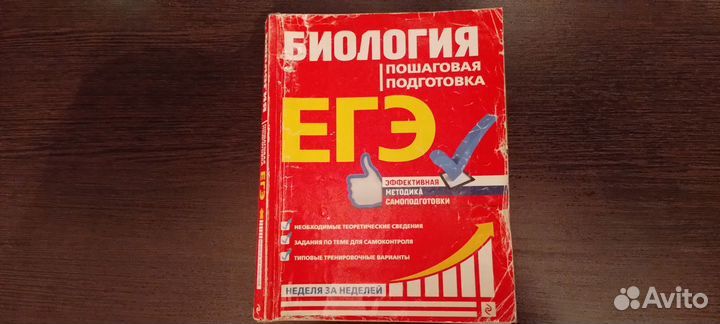 БИОЛОГИЯ
ПОШАГОВАЯ
ПОДГОТОВКА
ЕГЭ
ЭФФЕКТИВНАЯ
МЕТОДИКА
САМОПОДГОТОВКИ
НЕОБХОДИМЫЕ ТЕОРЕТИЧЕСКИЕ СВЕДЕНИЯ
ЗАДАНИЯ ПО ТЕМЕ ДЛЯ САМОКОНТРОЛЯ
ТИПОВЫЕ ТРЕНИРОВОЧНЫЕ ВАРИАНТЫ
НЕДЕЛЯ ЗА НЕДЕЛЕЙ
ЕГЭ
Avito